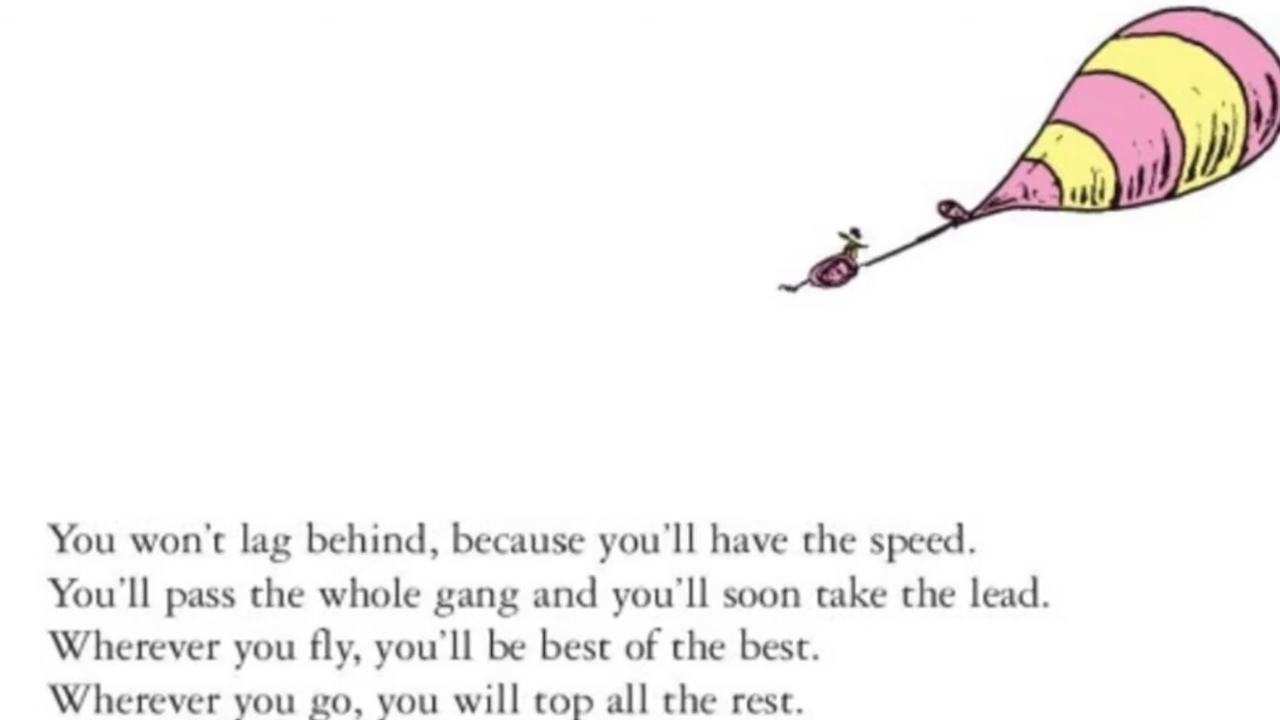 You won't lag behind, because you'll have the speed.
You'll pass the whole gang and you'll soon take the lead.
Wherever you fly, you'll be best of the best.
Wherever you go, you will top all the rest.